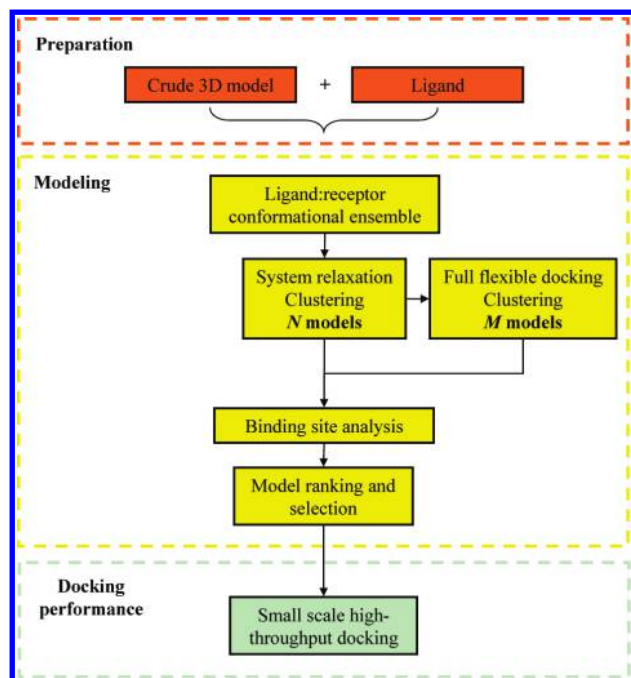 Preparation
Crude 3D model
+
Ligand
Modeling
Ligand:receptor
conformational ensemble
System relaxation
Clustering
N models
Full flexible docking
Clustering
M models
Binding site analysis
Model ranking and
selection
Docking
performance
Small scale high-
throughput docking